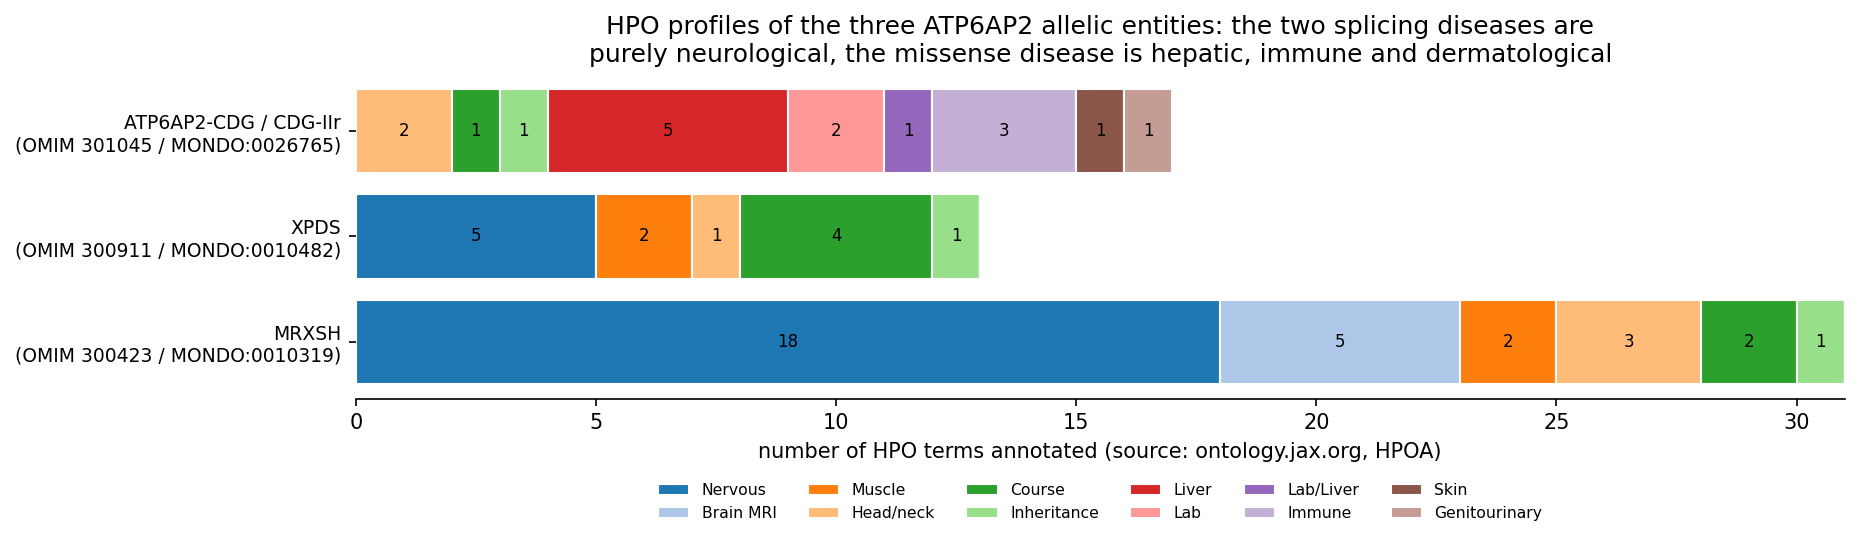 HPO profiles of the three ATP6AP2 allelic entities: the two splicing diseases are
purely neurological, the missense disease is hepatic, immune and dermatological
ATP6AP2-CDG / CDG-IIr
(OMIM 301045 / MONDO:0026765)
2 1 1 5 2 1 3 1 1
XPDS
(OMIM 300911 / MONDO:0010482)
5 2 1 4 1
MRXSH
(OMIM 300423 / MONDO:0010319)
18 5 2 3 2 1
0 5 10 15 20 25 30
number of HPO terms annotated (source: ontology.jax.org, HPOA)
Nervous Muscle Course Liver Lab/Liver Skin
Brain MRI Head/neck Inheritance Lab Immune Genitourinary